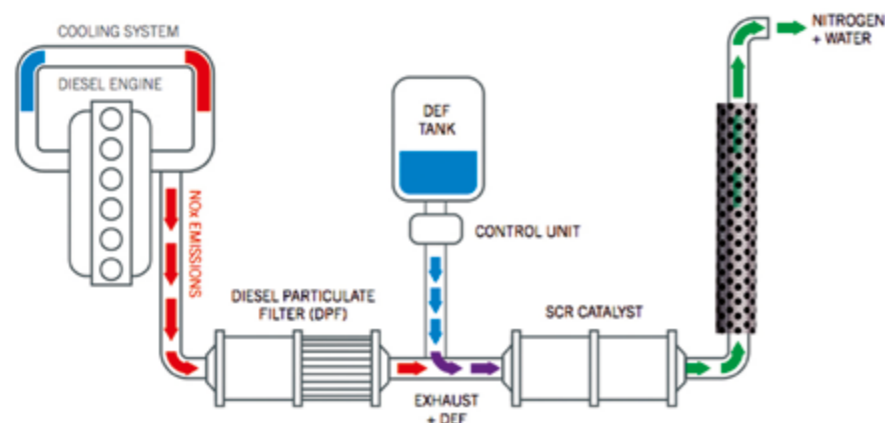 COOLING SYSTEM
DIESEL ENGINE
NOx EMISSIONS
DEF
TANK
CONTROL UNIT
DIESEL PARTICULATE
FILTER (DPF)
EXHAUST
+ DEF
SCR CATALYST
NITROGEN
+ WATER